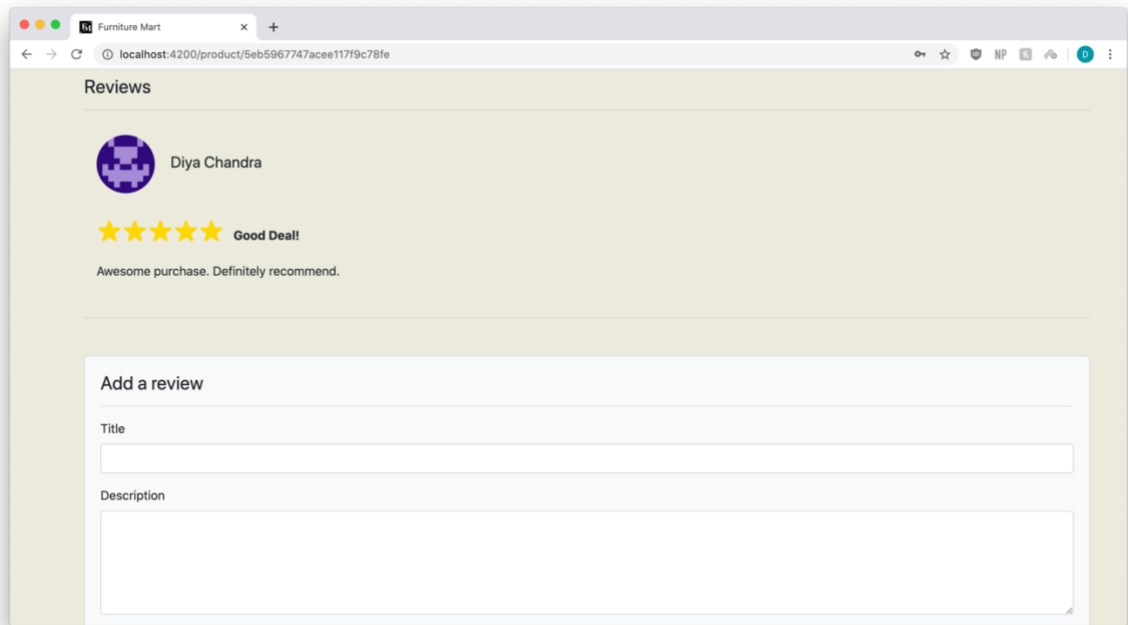 Furniture Mart
localhost:4200/product/5eb5967747acee117f9c78fe
NP
D
Reviews
Diya Chandra
Good Deal!
Awesome purchase. Definitely recommend.
Add a review
Title
Description